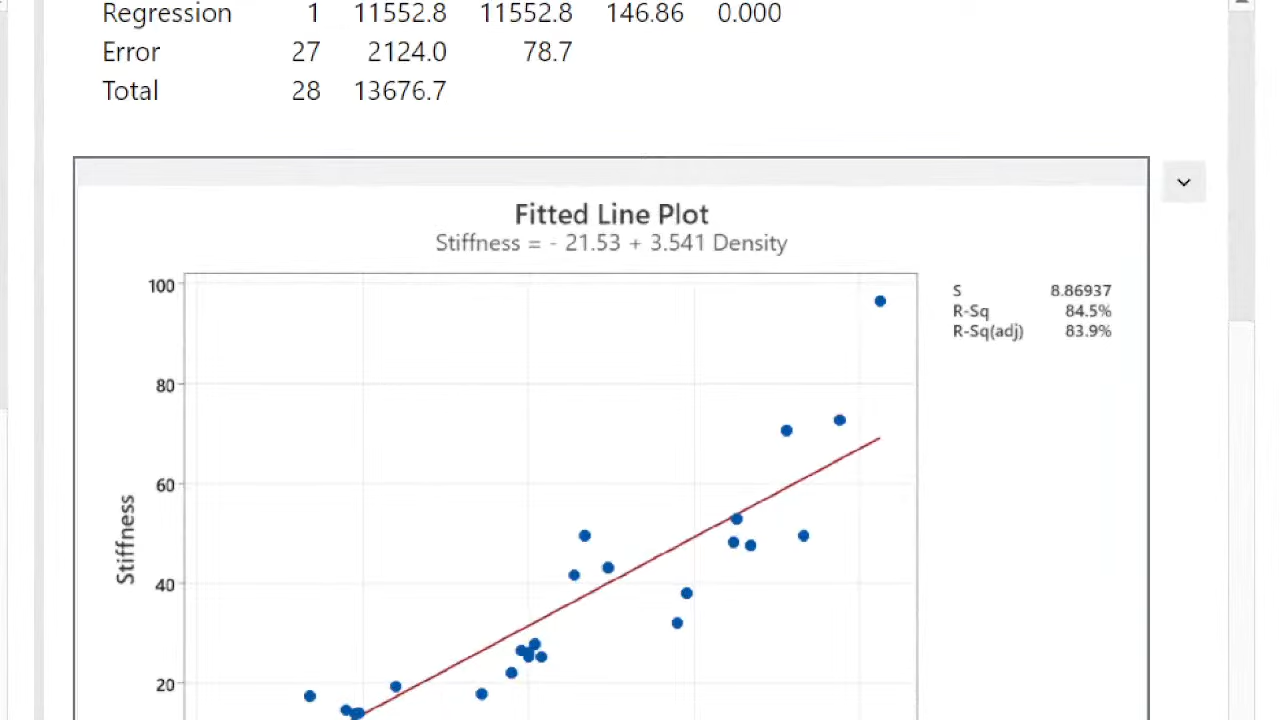 Regression 1 11552.8 11552.8 146.86 0.000
Error 27 2124.0 78.7
Total 28 13676.7
Fitted Line Plot
Stiffness = - 21.53 + 3.541 Density
100
80
60
40
20
Stiffness
S 8.86937
R-Sq 84.5%
R-Sq(adj) 83.9%